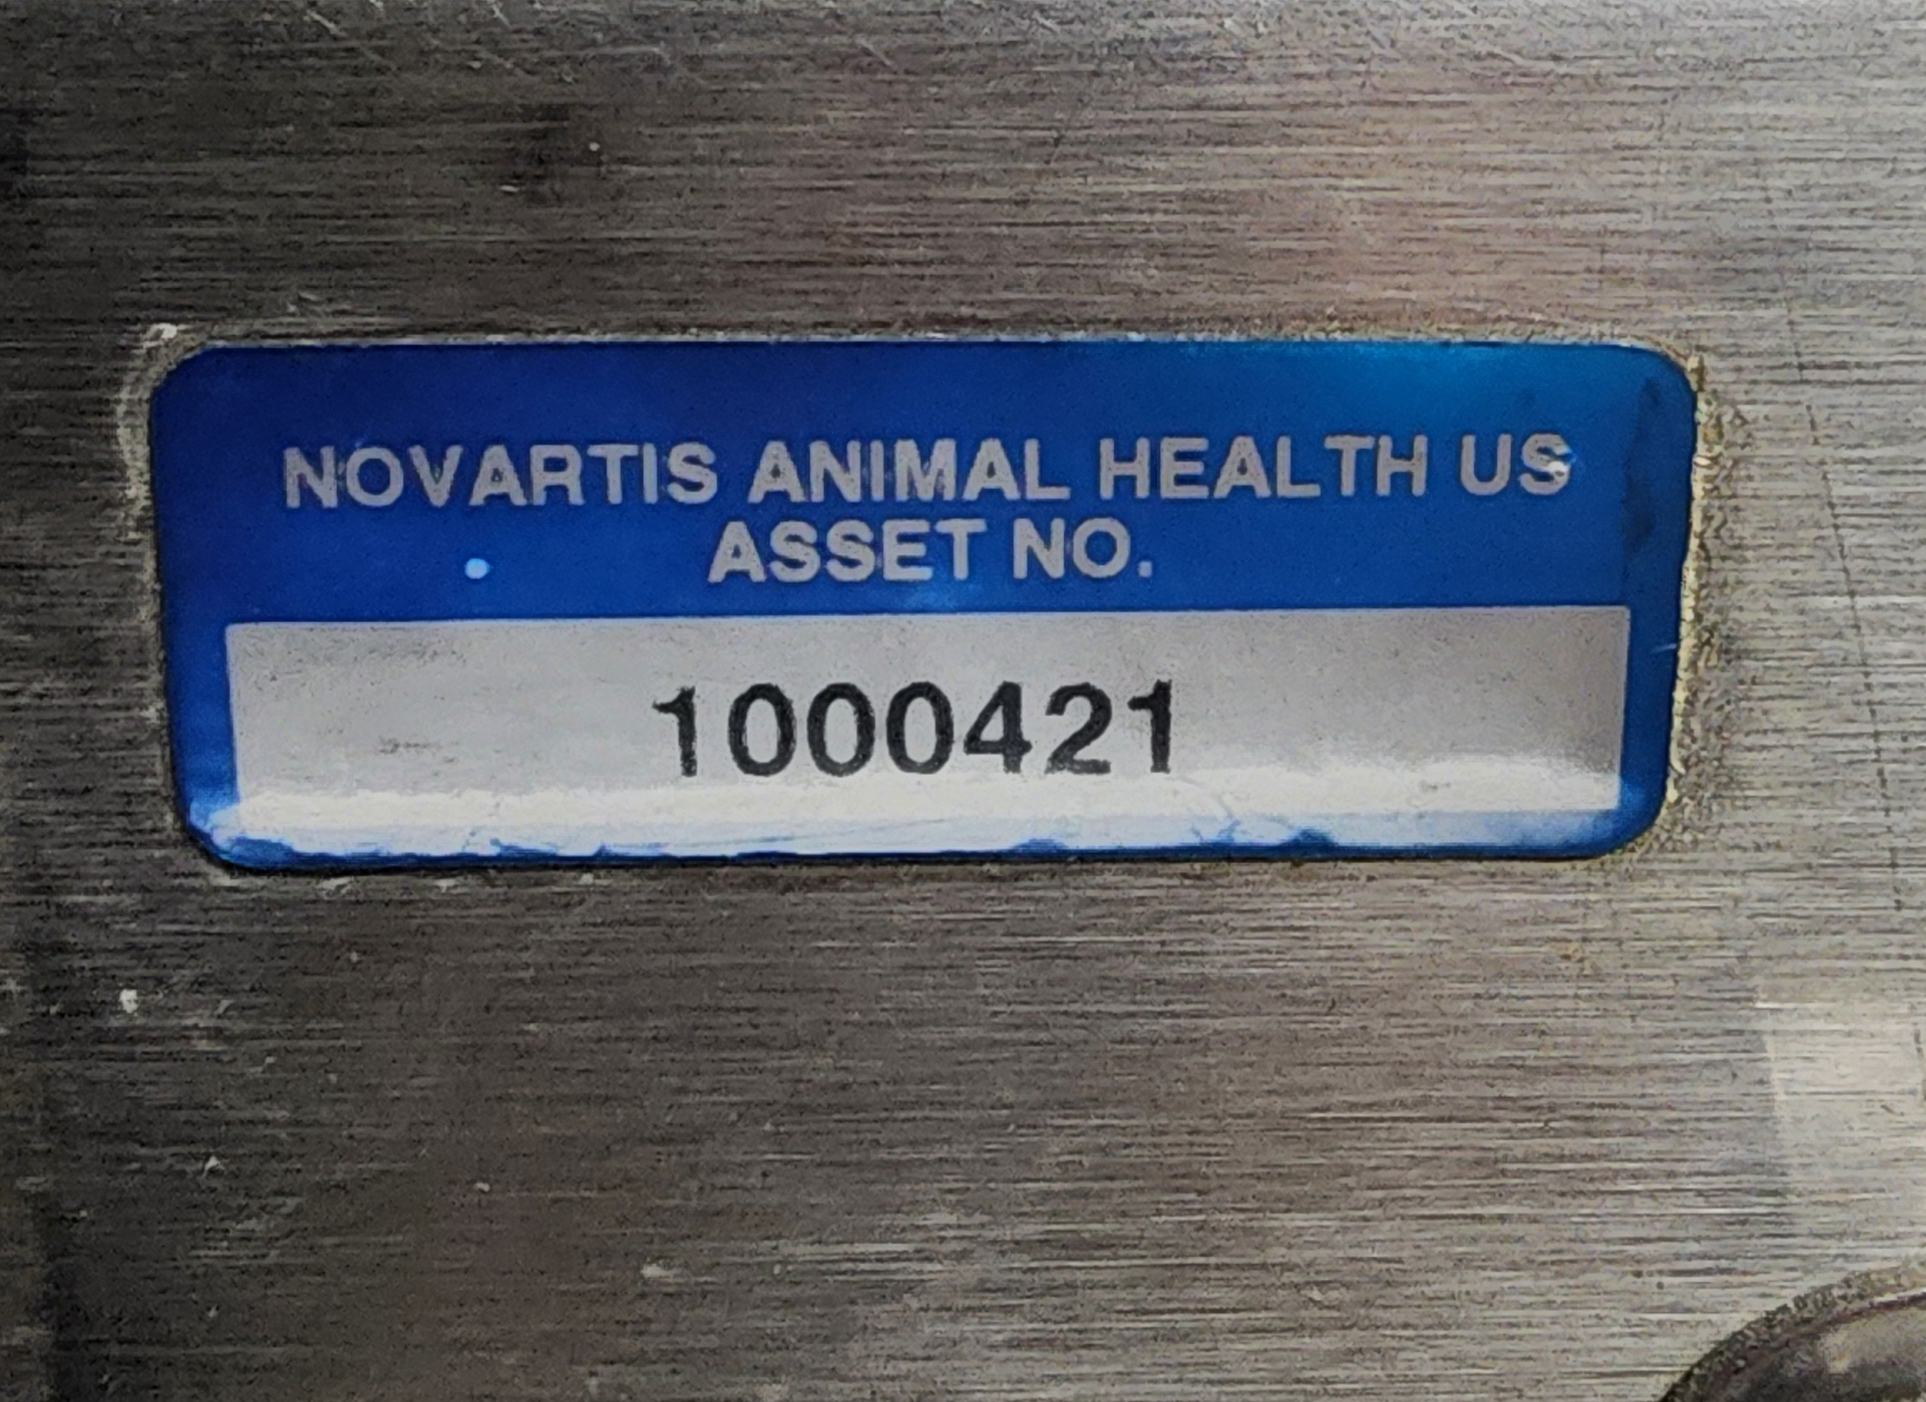 NOVARTIS ANIMAL HEALTH US
ASSET NO.
1000421